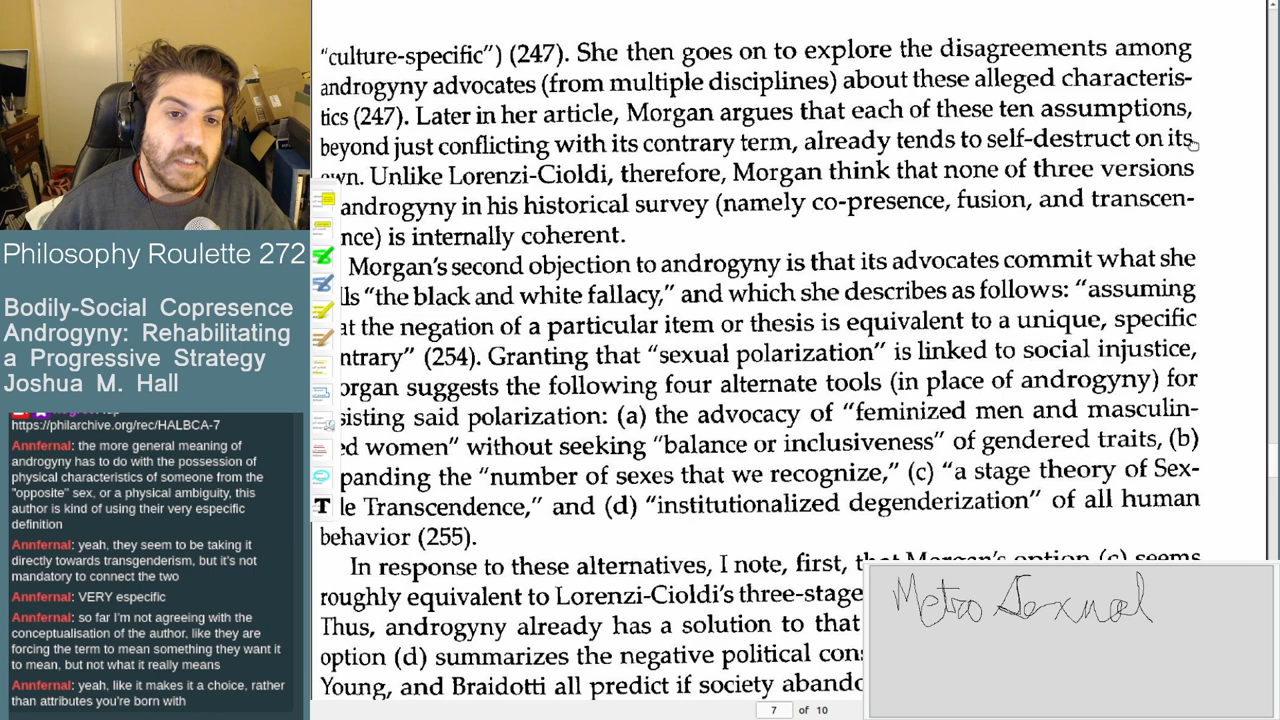 "culture-specific") (247). She then goes on to explore the disagreements among
androgyny advocates (from multiple disciplines) about these alleged characteris-
tics (247). Later in her article, Morgan argues that each of these ten assumptions,
beyond just conflicting with its contrary term, already tends to self-destruct on its
own. Unlike Lorenzi-Cioldi, therefore, Morgan think that none of three versions
androgyny in his historical survey (namely co-presence, fusion, and transcen-
nce) is internally coherent.
Morgan's second objection to androgyny is that its advocates commit what she
lls "the black and white fallacy," and which she describes as follows: "assuming
at the negation of a particular item or thesis is equivalent to a unique, specific
ntrary" (254). Granting that "sexual polarization" is linked to social injustice,
organ suggests the following four alternate tools (in place of androgyny) for
sisting said polarization: (a) the advocacy of "feminized men and masculin-
ed women" without seeking "balance or inclusiveness" of gendered traits, (b)
panding the "number of sexes that we recognize," (c) "a stage theory of Sex-
le Transcendence," and (d) "institutionalized degenderization" of all human
behavior (255).
In response to these alternatives, I note, first, that Morgan's option (c) seems
roughly equivalent to Lorenzi-Cioldi's three-stage
Thus, androgyny already has a solution to that
option (d) summarizes the negative political con
Young, and Braidotti all predict if society abando
Philosophy Roulette 272
Bodily-Social Copresence
Androgyny: Rehabilitating
a Progressive Strategy
Joshua M. Hall
https://philarchive.org/rec/HALBCA-7
Annfernal: the more general meaning of
androgyny has to do with the possession of
physical characteristics of someone from the
"opposite" sex, or a physical ambiguity, this
author is kind of using their very especific
definition
Annfernal: yeah, they seem to be taking it
directly towards transgenderism, but it's not
mandatory to connect the two
Annfernal: VERY especific
Annfernal: so far I'm not agreeing with the
conceptualisation of the author, like they are
forcing the term to mean something they want it
to mean, but not what it really means
Annfernal: yeah, like it makes it a choice, rather
than attributes you're born with
T
Metro Sexual
7 of 10